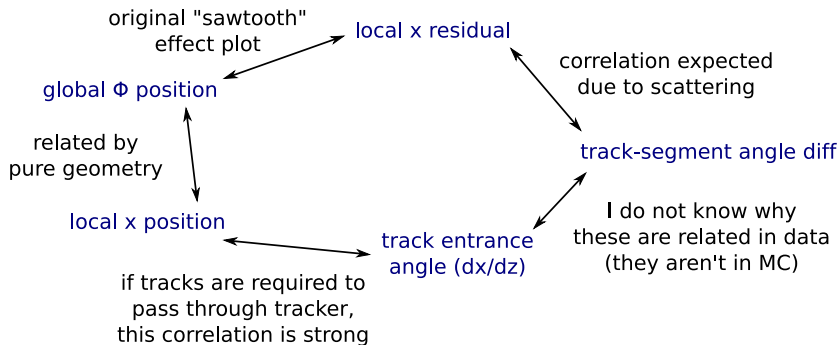 original "sawtooth"
effect plot
local x residual
correlation expected
due to scattering
global Φ position
related by
pure geometry
track-segment angle diff
local x position
track entrance
angle (dx/dz)
I do not know why
these are related in data
(they aren't in MC)
if tracks are required to
pass through tracker,
this correlation is strong